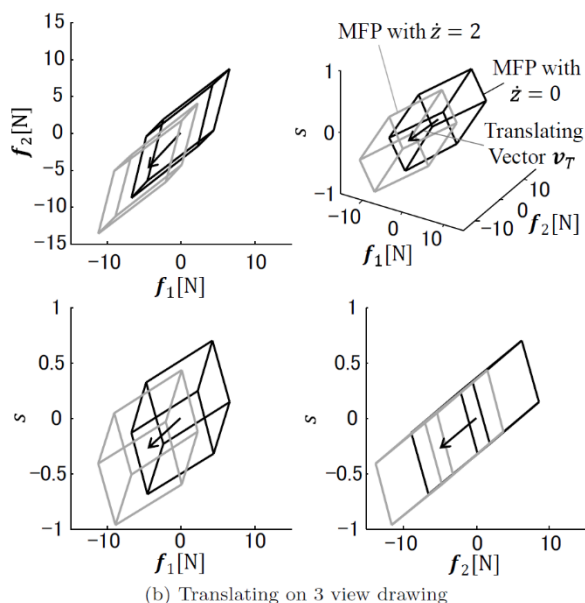 15
10
5
0
-5
-10
-15
f2[N]
-10 0 10
f1[N]
MFP with ż = 2
MFP with
ż = 0
Translating
Vector vT
1
0
-1
s
-10
0
10
f1[N]
10
0
-10
f2[N]
1
0.5
0
-0.5
-1
s
-10 0 10
f1[N]
1
0.5
0
-0.5
-1
s
-10 0 10
f2[N]
(b) Translating on 3 view drawing